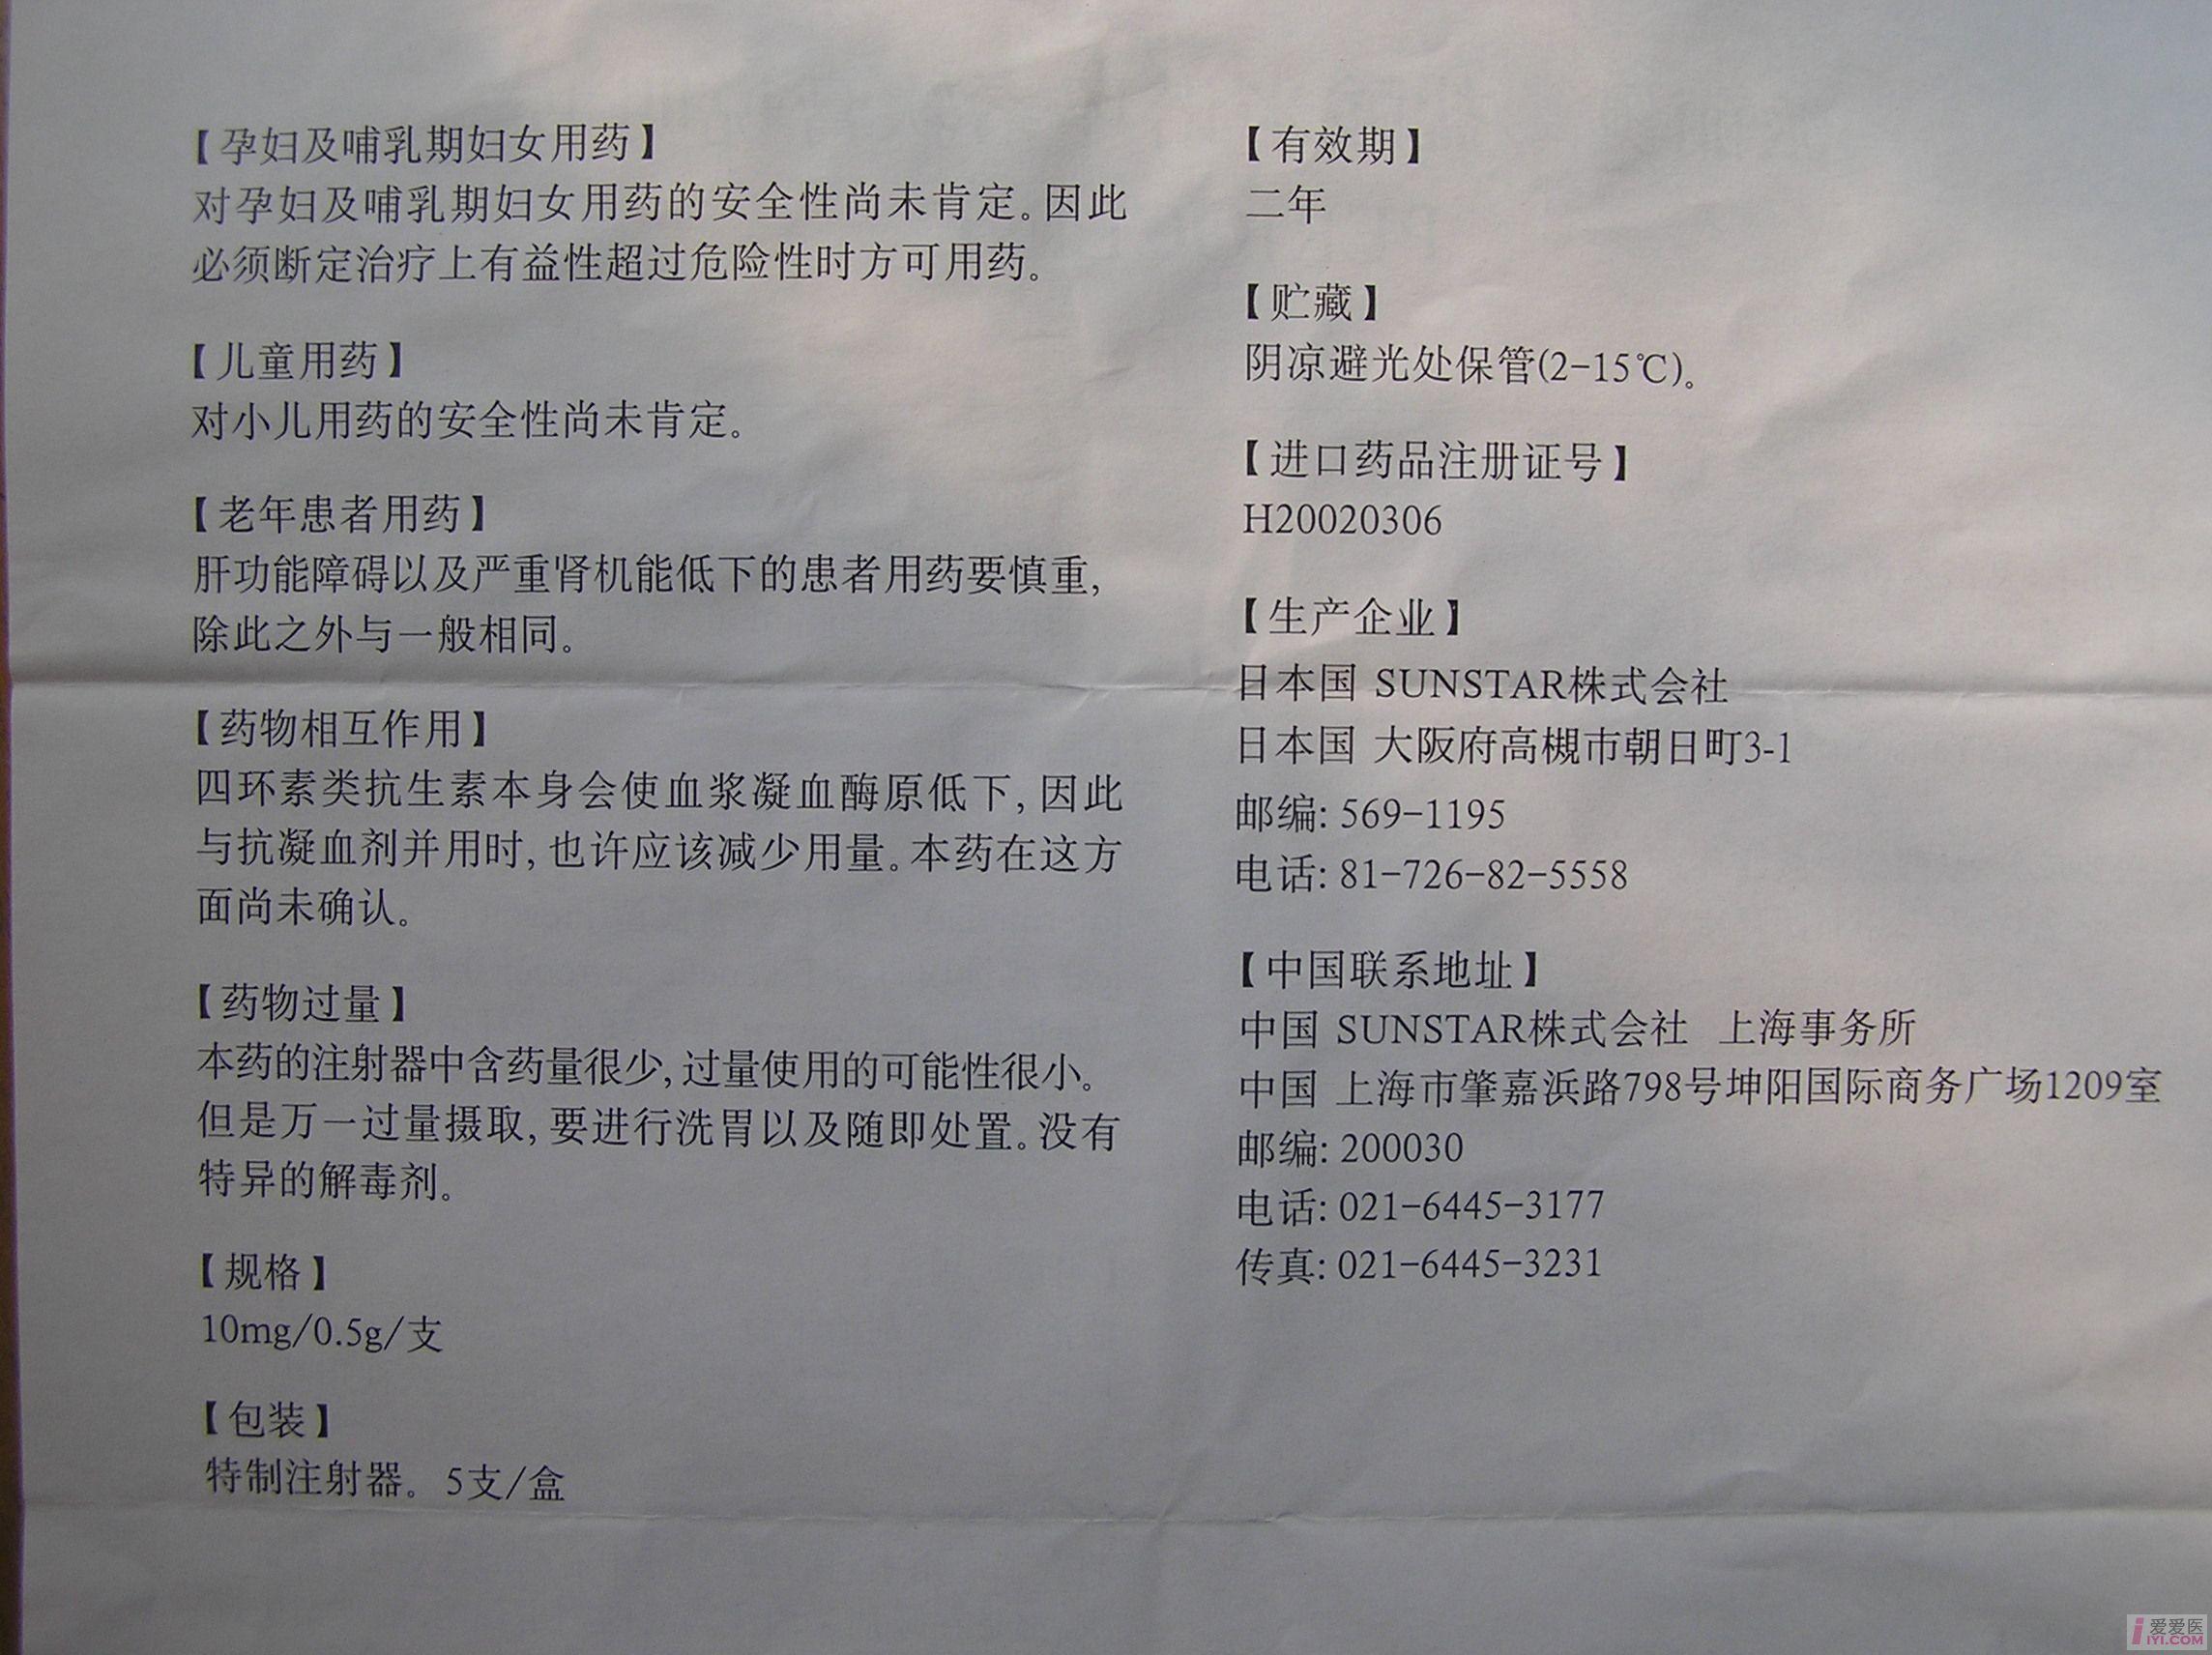 【孕妇及哺乳期妇女用药】
对孕妇及哺乳期妇女用药的安全性尚未肯定。因此
必须断定治疗上有益性超过危险性时方可用药。
【儿童用药】
对小儿用药的安全性尚未肯定。
【老年患者用药】
肝功能障碍以及严重肾机能低下的患者用药要慎重,
除此之外与一般相同。
【药物相互作用】
四环素类抗生素本身会使血浆凝血酶原低下,因此
与抗凝血剂并用时,也许应该减少用量。本药在这方
面尚未确认。
【药物过量】
本药的注射器中含药量很少,过量使用的可能性很小。
但是万一过量摄取,要进行洗胃以及随即处置。没有
特异的解毒剂。
【规格】
10mg/0.5g/支
【包装】
特制注射器。5支/盒
【有效期】
二年
【贮藏】
阴凉避光处保管(2-15℃)。
【进口药品注册证号】
H20020306
【生产企业】
日本国 SUNSTAR株式会社
日本国 大阪府高槻市朝日町3-1
邮编: 569-1195
电话: 81-726-82-5558
【中国联系地址】
中国 SUNSTAR株式会社 上海事务所
中国 上海市肇嘉浜路798号坤阳国际商务广场1209室
邮编: 200030
电话: 021-6445-3177
传真: 021-6445-3231
爱爱医
iIYI.COM